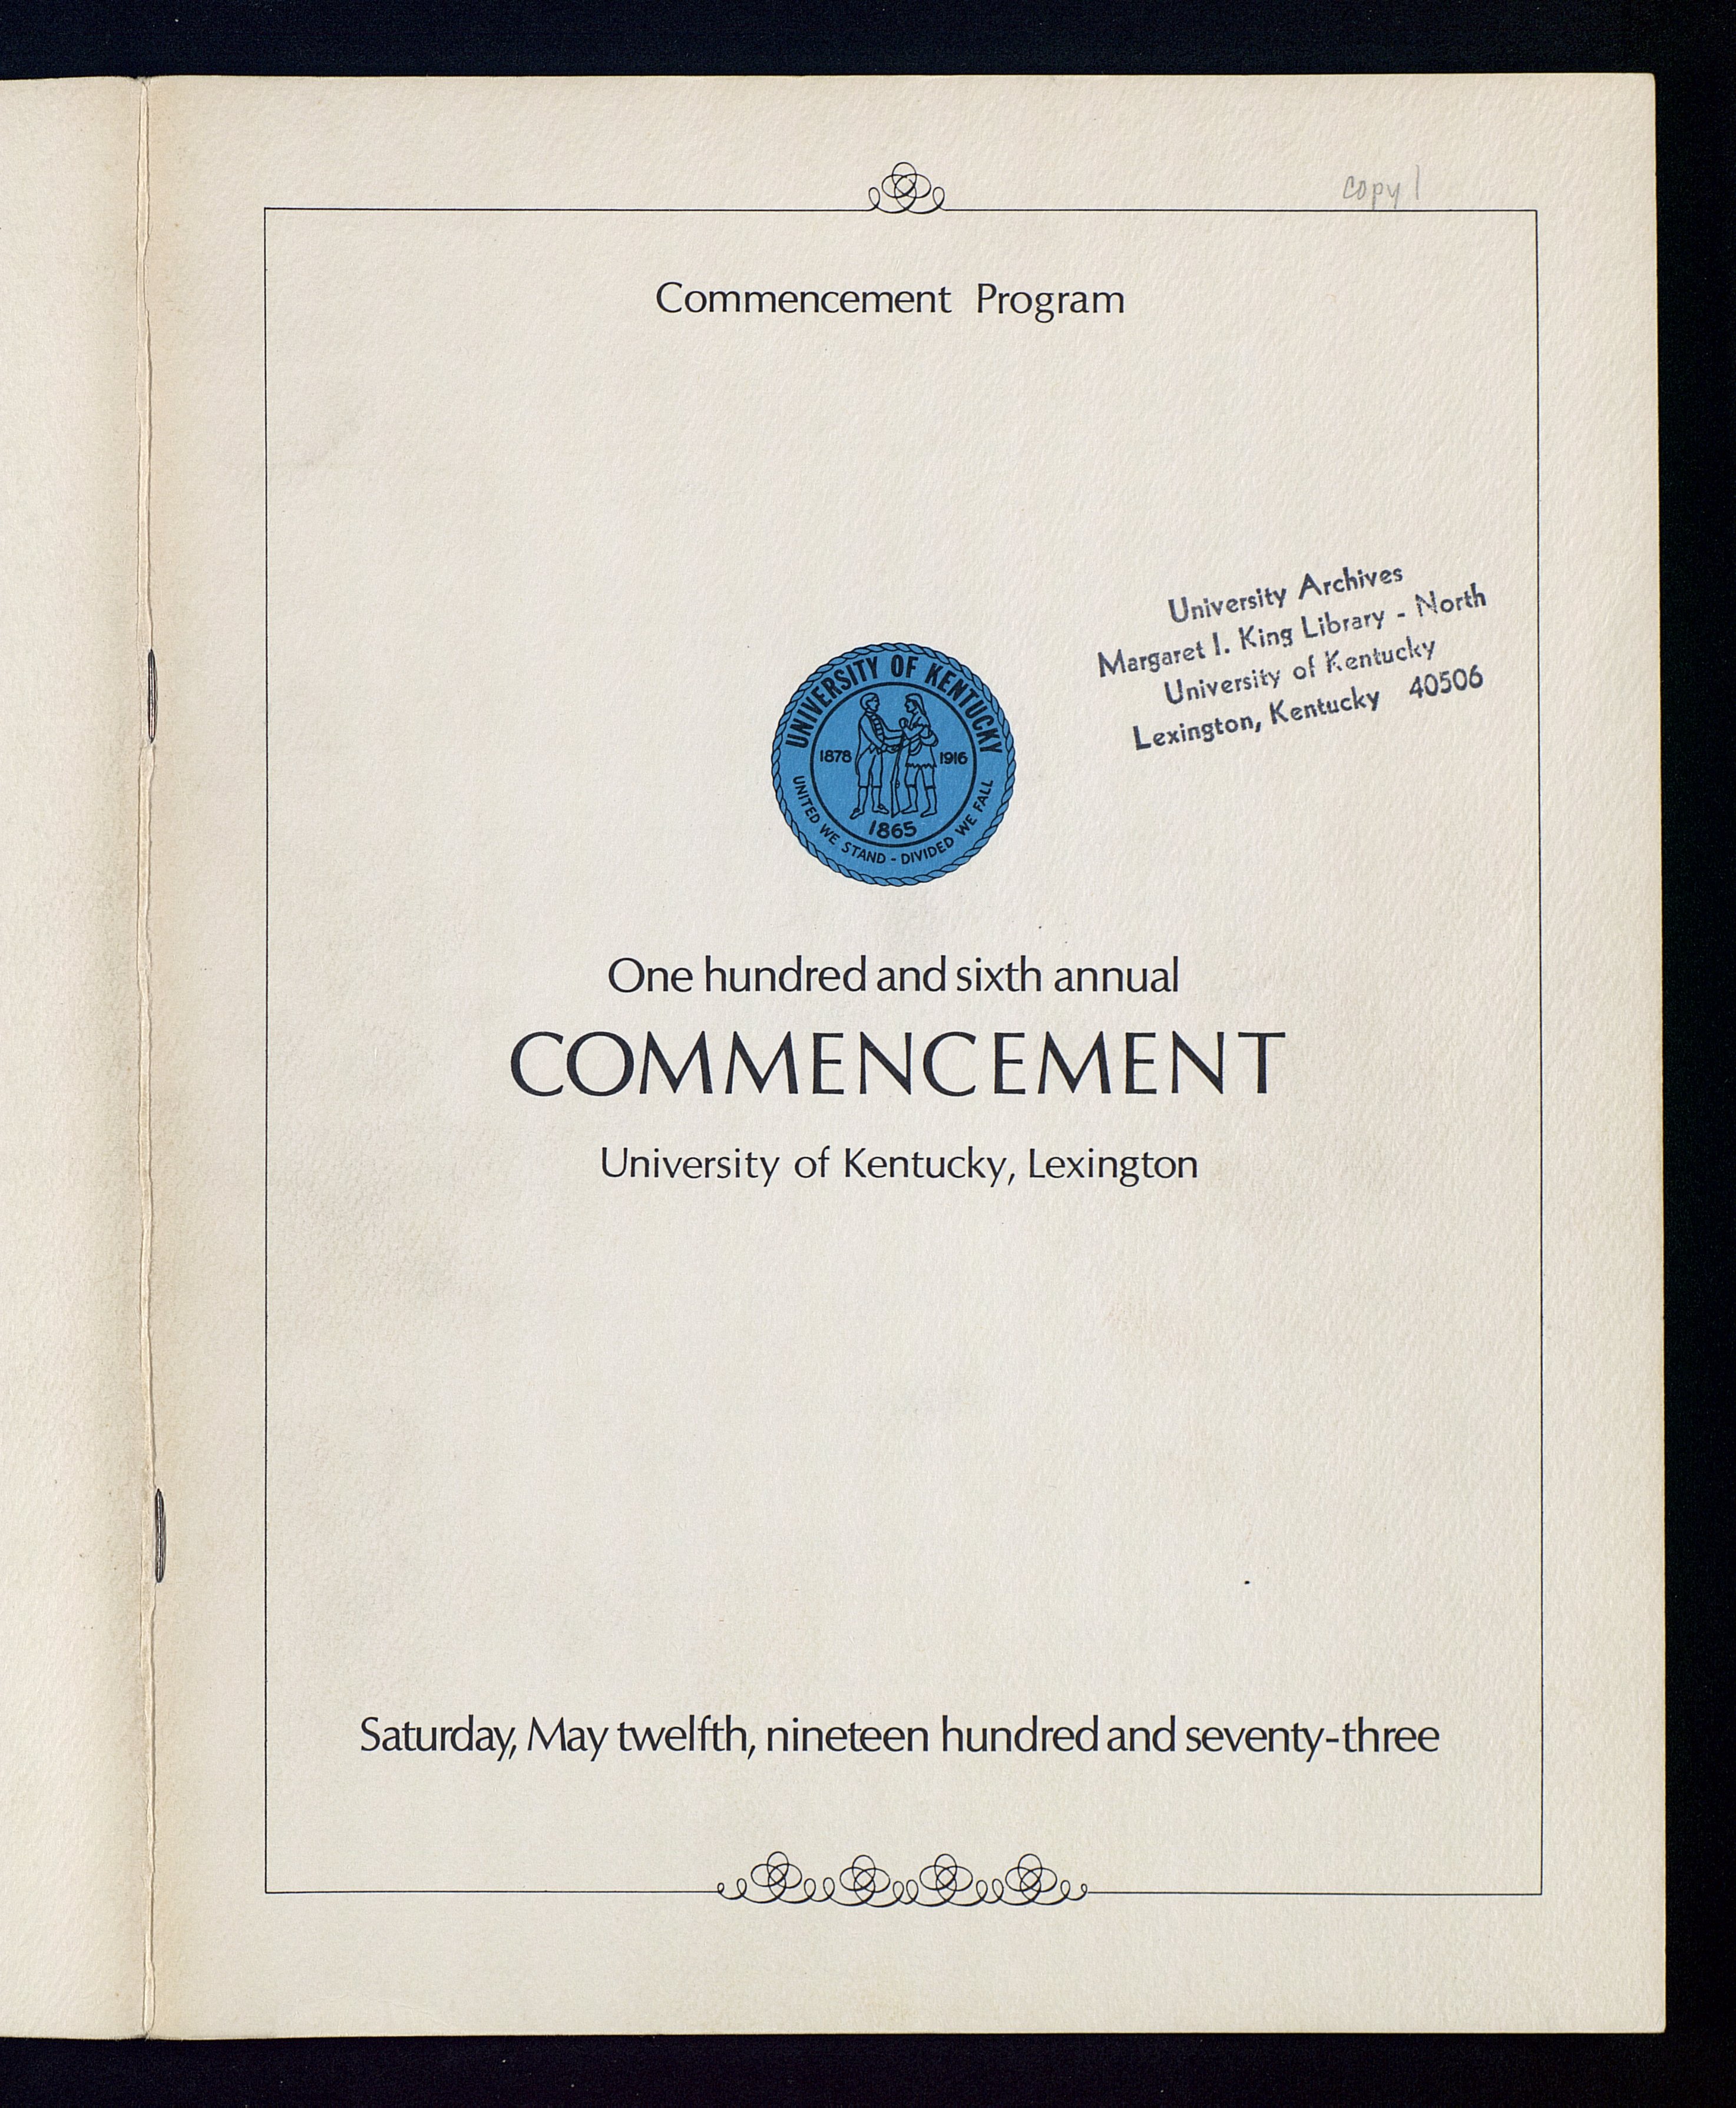 copy 1
Commencement Program
University Archives
Margaret I. King Library - North
University of Kentucky
Lexington, Kentucky 40506
UNIVERSITY OF KENTUCKY
1878 1916
1865
UNITED WE STAND - DIVIDED WE FALL
One hundred and sixth annual
COMMENCEMENT
University of Kentucky, Lexington
Saturday, May twelfth, nineteen hundred and seventy-three